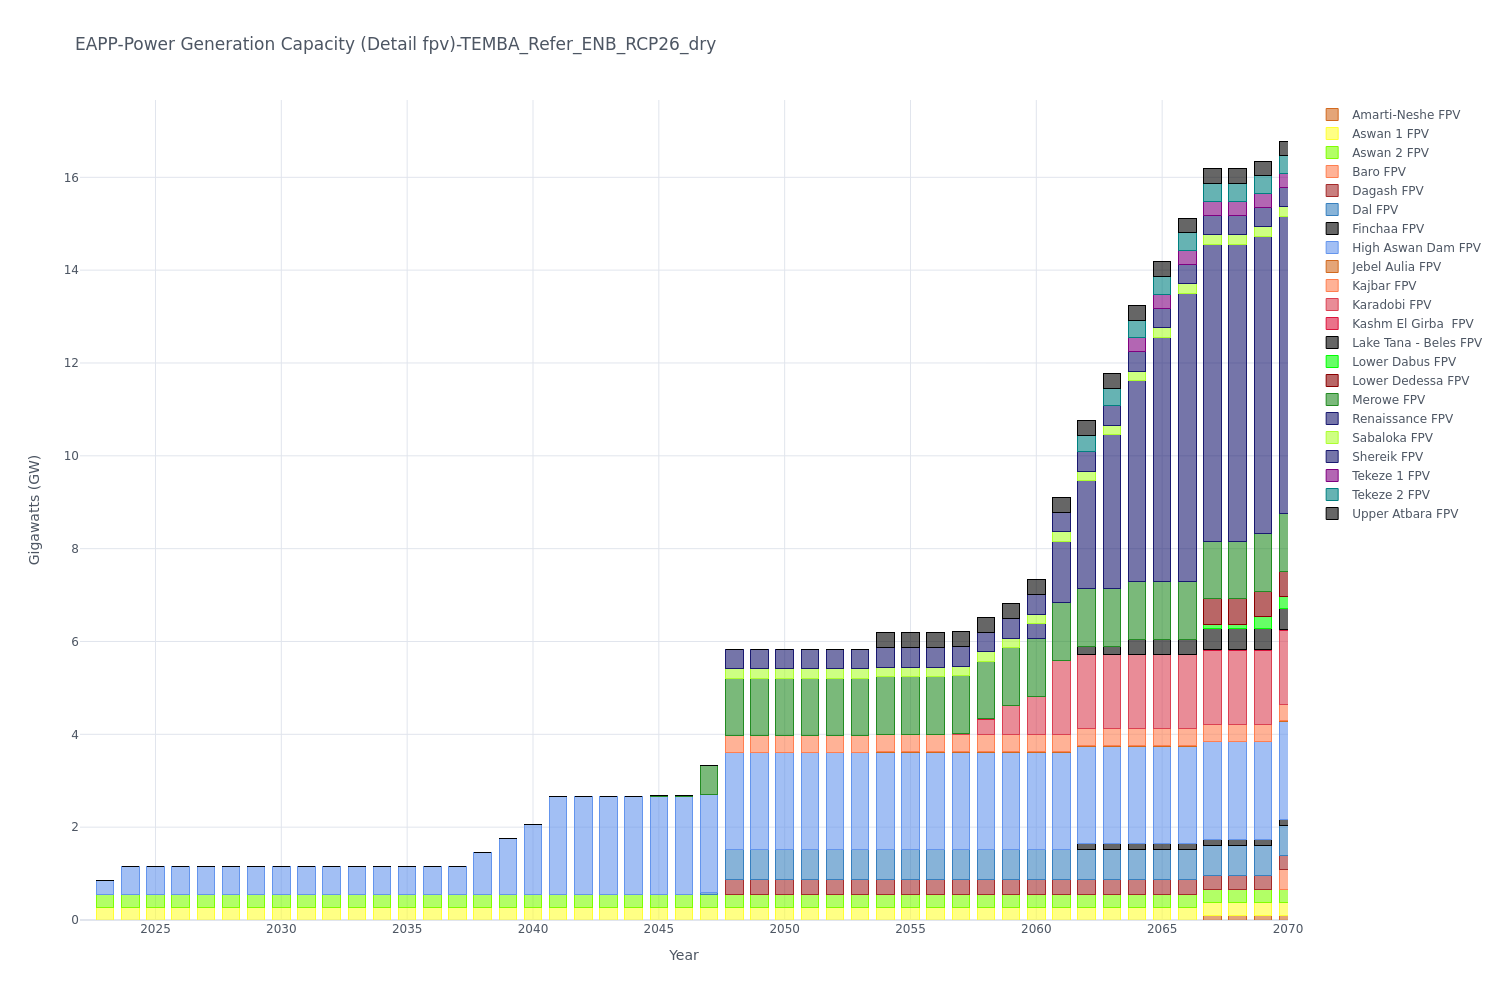 EAPP-Power Generation Capacity (Detail fpv)-TEMBA_Refer_ENB_RCP26_dry
Gigawatts (GW)
16
14
12
10
8
6
4
2
0
2025
2030
2035
2040
2045
2050
2055
2060
2065
2070
Year
Amarti-Neshe FPV
Aswan 1 FPV
Aswan 2 FPV
Baro FPV
Dagash FPV
Dal FPV
Finchaa FPV
High Aswan Dam FPV
Jebel Aulia FPV
Kajbar FPV
Karadobi FPV
Kashm El Girba  FPV
Lake Tana - Beles FPV
Lower Dabus FPV
Lower Dedessa FPV
Merowe FPV
Renaissance FPV
Sabaloka FPV
Shereik FPV
Tekeze 1 FPV
Tekeze 2 FPV
Upper Atbara FPV